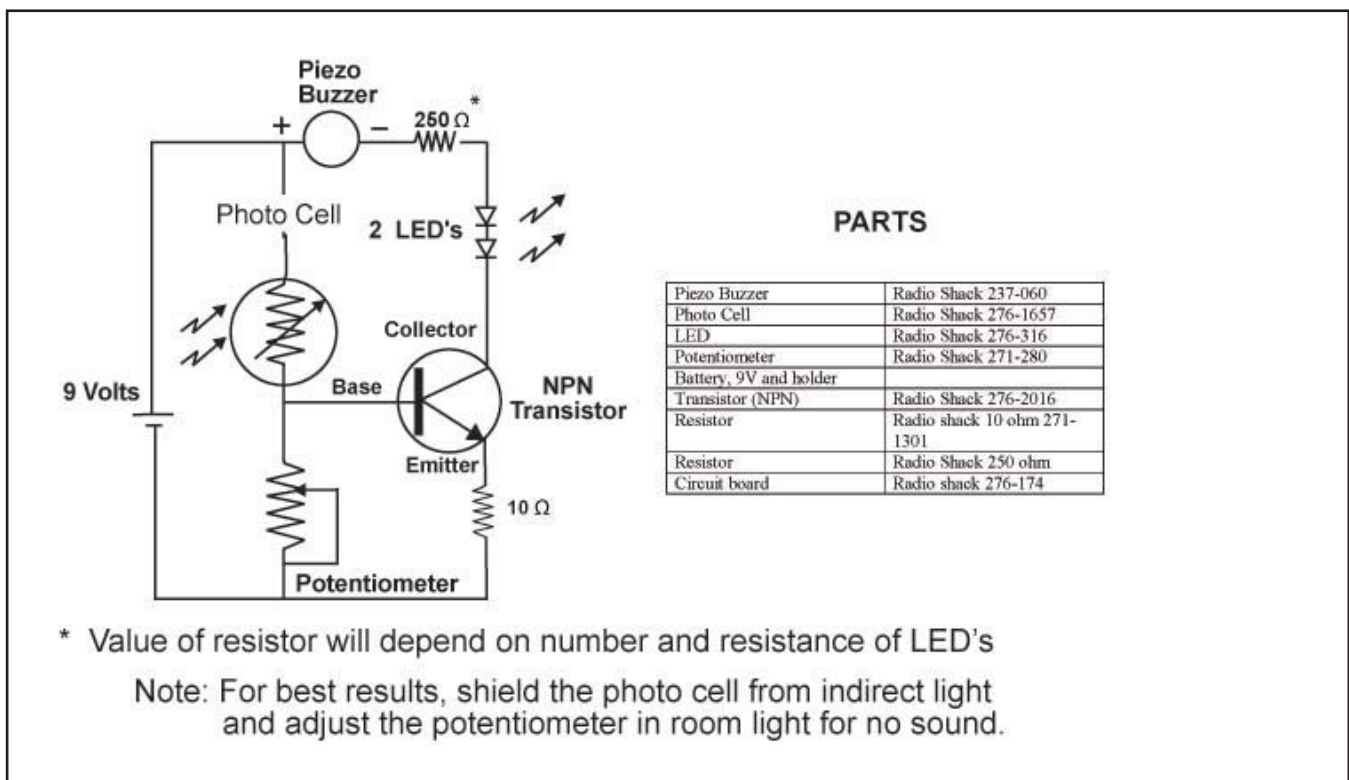 Piezo
Buzzer
+
−
250 Ω *
Photo Cell
2 LED's
Collector
9 Volts
Base
NPN
Transistor
Emitter
10 Ω
Potentiometer
PARTS
Piezo Buzzer Radio Shack 237-060
Photo Cell Radio Shack 276-1657
LED Radio Shack 276-316
Potentiometer Radio Shack 271-280
Battery, 9V and holder
Transistor (NPN) Radio Shack 276-2016
Resistor Radio shack 10 ohm 271-
1301
Resistor Radio Shack 250 ohm
Circuit board Radio shack 276-174
* Value of resistor will depend on number and resistance of LED's
Note: For best results, shield the photo cell from indirect light
and adjust the potentiometer in room light for no sound.